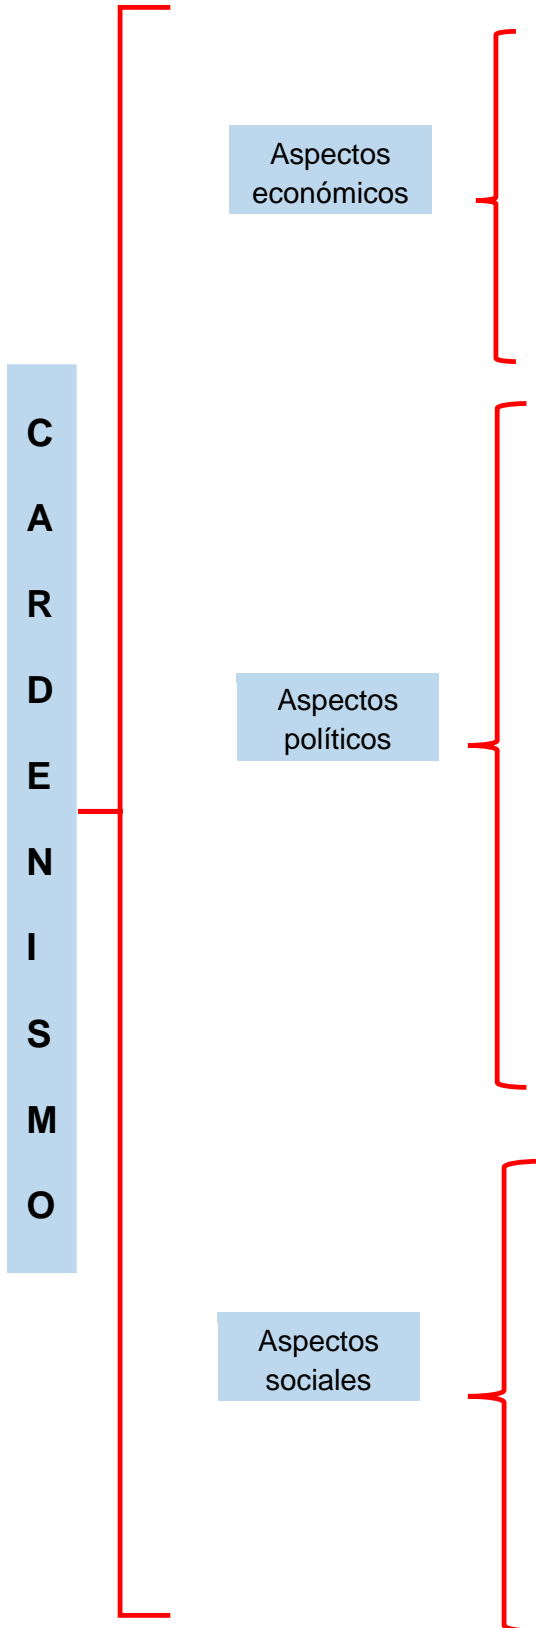 Aspectos
económicos
C
A
R
D
E
N
I
S
M
O
Aspectos
políticos
Aspectos
sociales